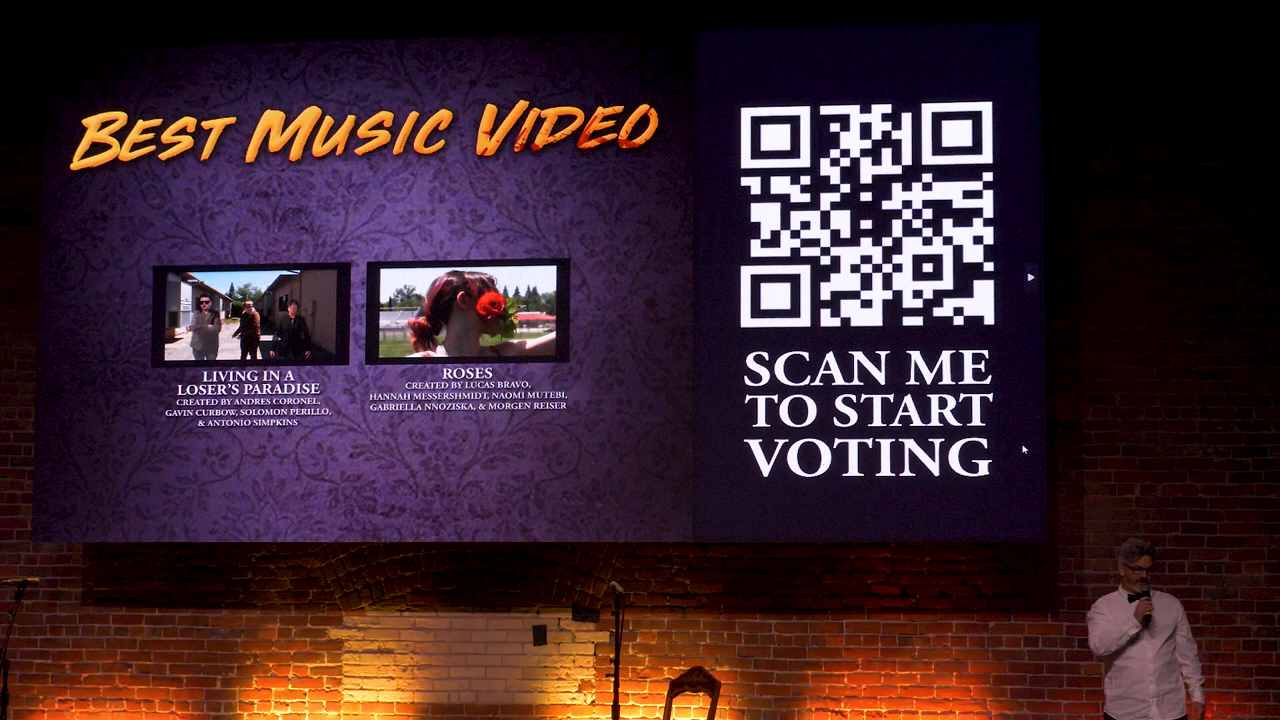 BEST MUSIC VIDEO
LIVING IN A
LOSER'S PARADISE
CREATED BY ANDRES CORONEL,
GAVIN CURBOW, SOLOMON PERILLO,
& ANTONIO SIMPKINS
ROSES
CREATED BY LUCAS BRAVO,
HANNAH MESSERSHMIDT, NAOMI MUTEBI,
GABRIELLA NNOZISKA, & MORGEN REISER
SCAN ME
TO START
VOTING